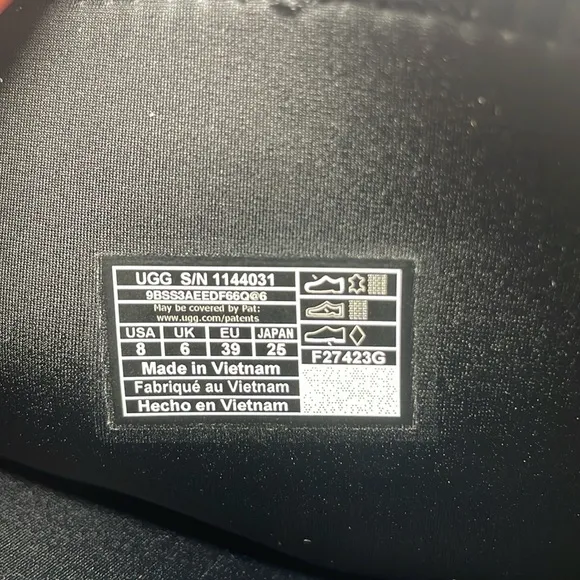 UGG S/N 1144031
9BSS3AEEDF66Q@6
May be covered by Pat:
www.ugg.com/patents
USA UK EU JAPAN
8 6 39 25
Made in Vietnam
Fabriqué au Vietnam
Hecho en Vietnam
F27423G